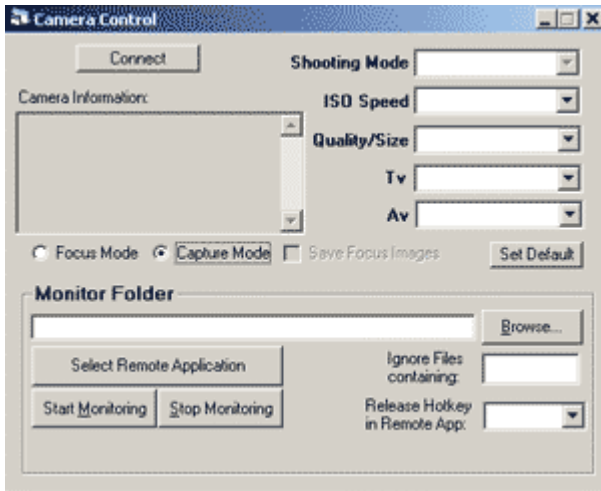 Camera Control
Connect
Shooting Mode
Camera Information:
ISO Speed
Quality/Size
Tv
Av
Focus Mode
Capture Mode
Save Focus Images
Set Default
Monitor Folder
Browse...
Select Remote Application
Ignore Files
containing:
Start Monitoring
Stop Monitoring
Release Hotkey
in Remote App: